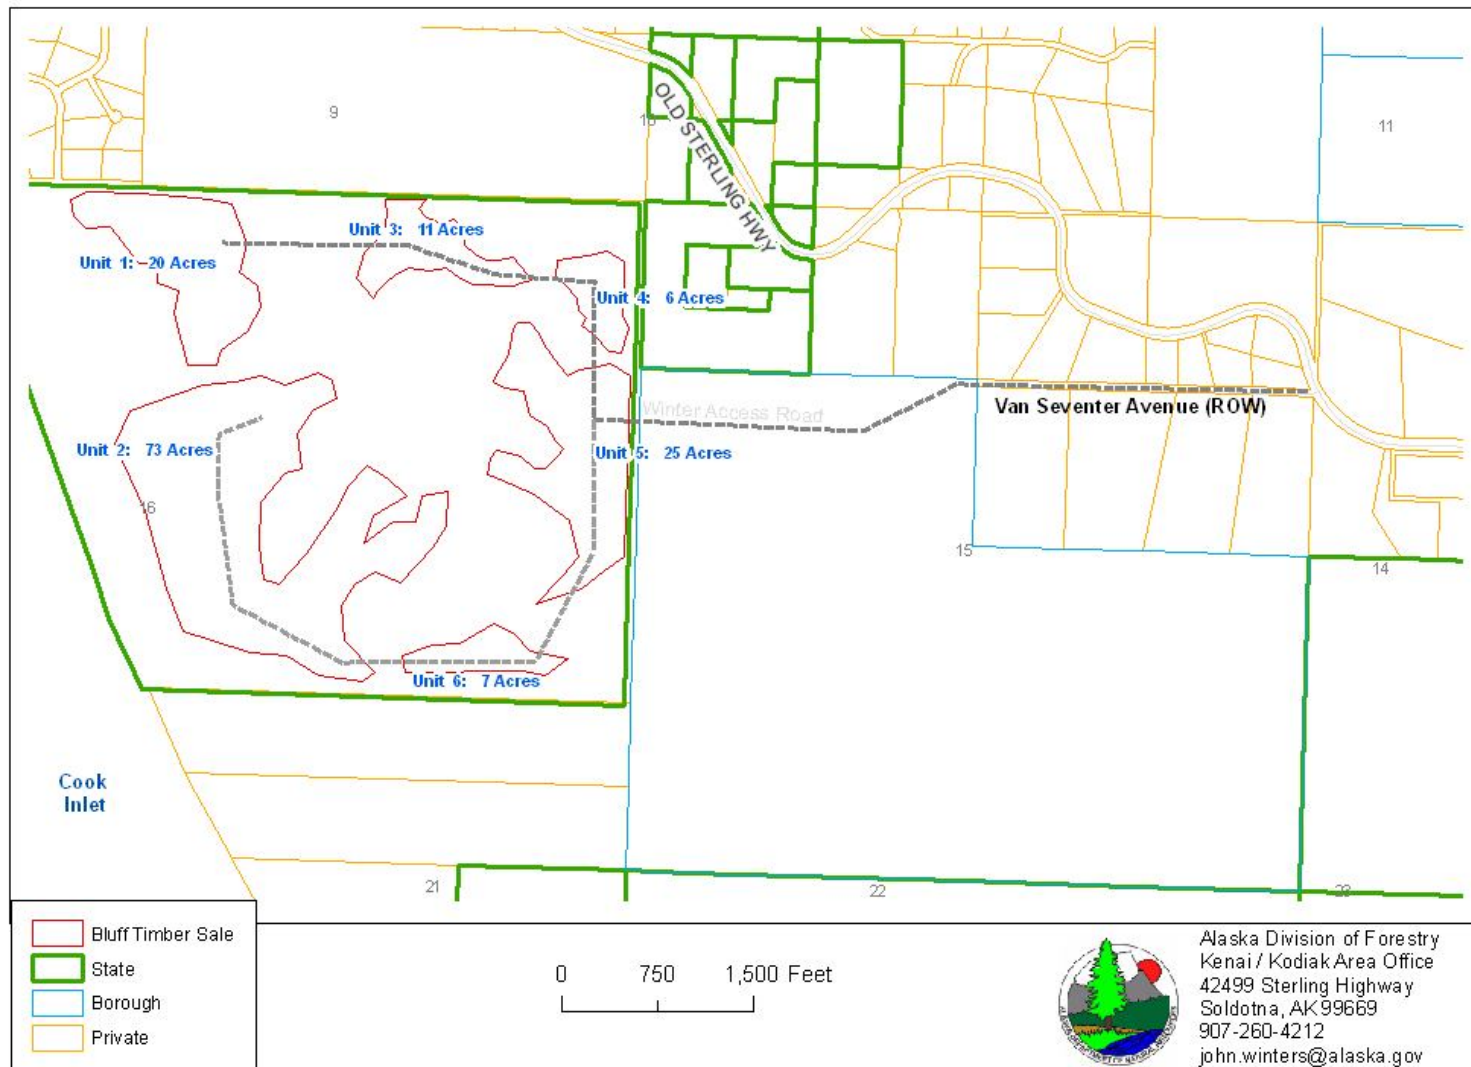 9
10
11
OLD STERLING HWY
Unit 3: 11 Acres
Unit 1: 20 Acres
Unit 4: 6 Acres
Winter Access Road
Van Seventer Avenue (ROW)
Unit 2: 73 Acres
Unit 5: 25 Acres
16
15
14
Unit 6: 7 Acres
Cook
Inlet
21
22
23
Bluff Timber Sale
State
Borough
Private
0 750 1,500 Feet
Alaska Division of Forestry
Kenai / Kodiak Area Office
42499 Sterling Highway
Soldotna, AK 99669
907-260-4212
john.winters@alaska.gov